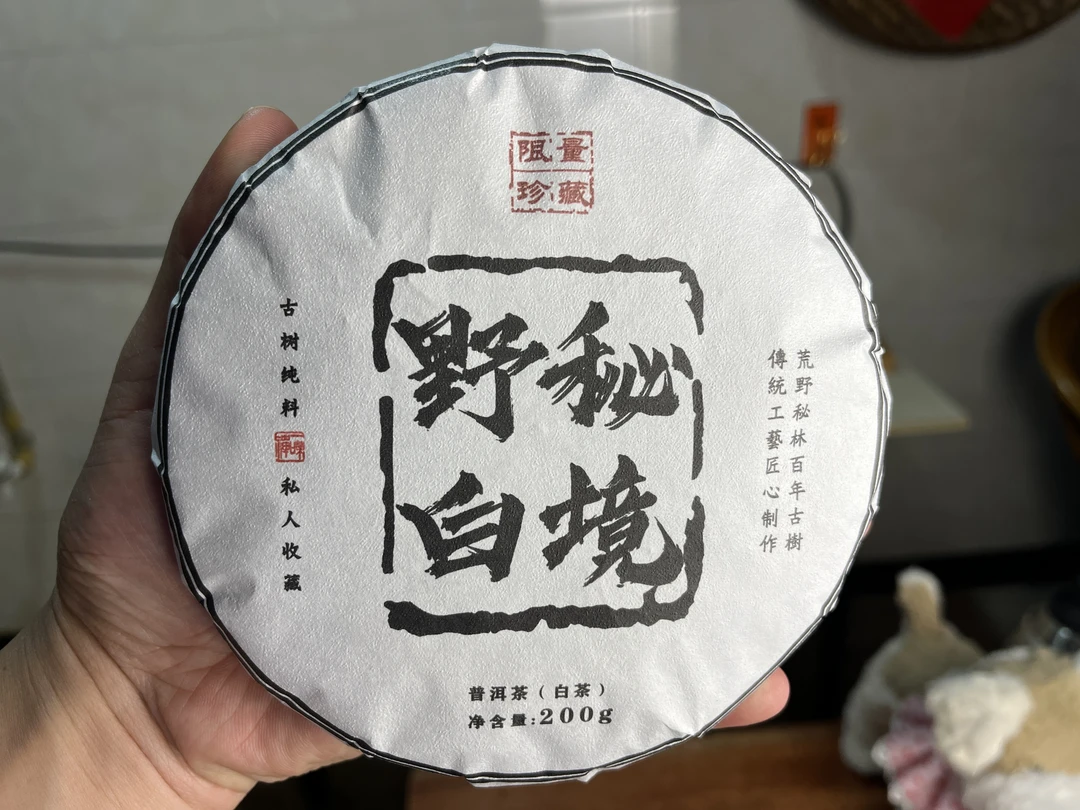 限量
珍藏
秘境
野白
荒野秘林百年古樹
傳統工藝匠心制作
古树纯料
私人收藏
普洱茶（白茶）
净含量:200g